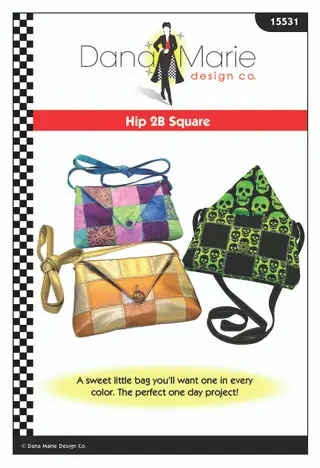 15531
Dana Marie
design co.
Hip 2B Square
A sweet little bag you'll want one in every
color. The perfect one day project!
© Dana Marie Design Co.